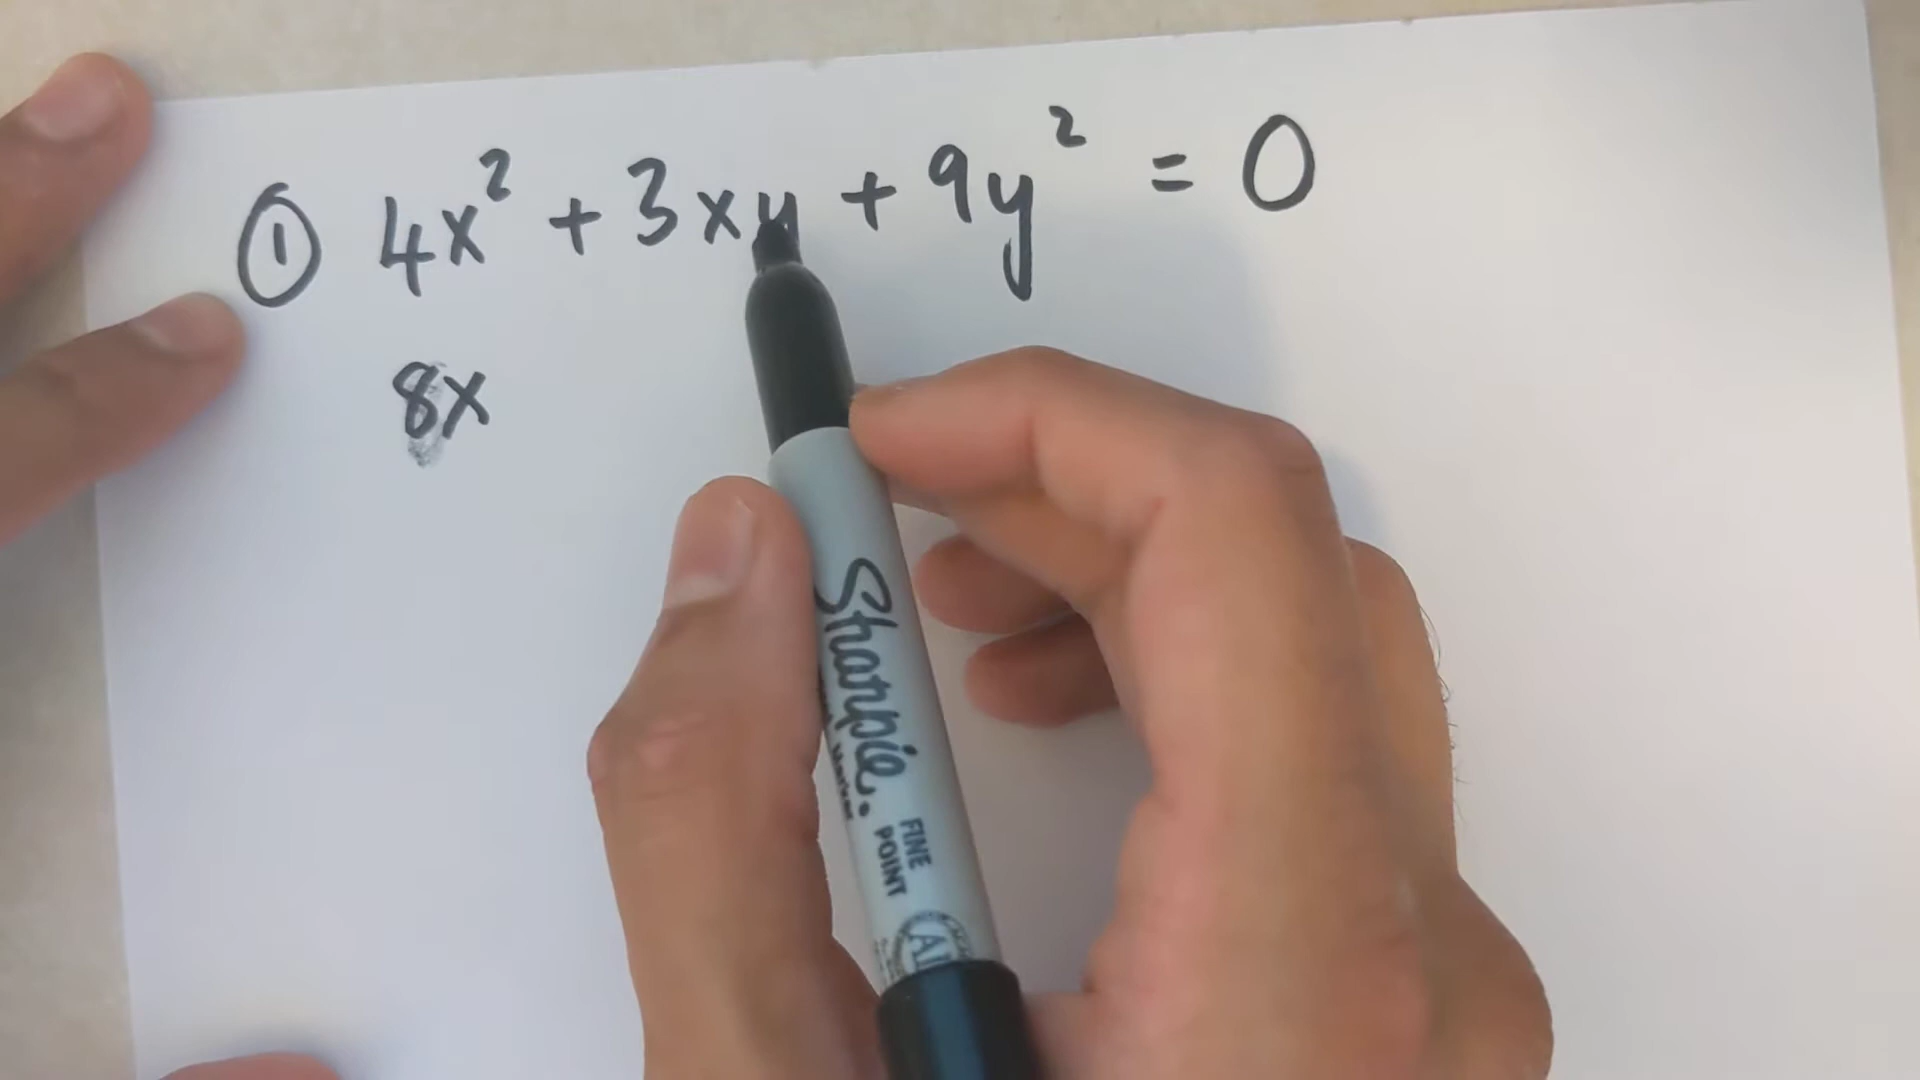 ① 4x² + 3xy + 9y² = 0
8x
Sharpie.
FINE
POINT